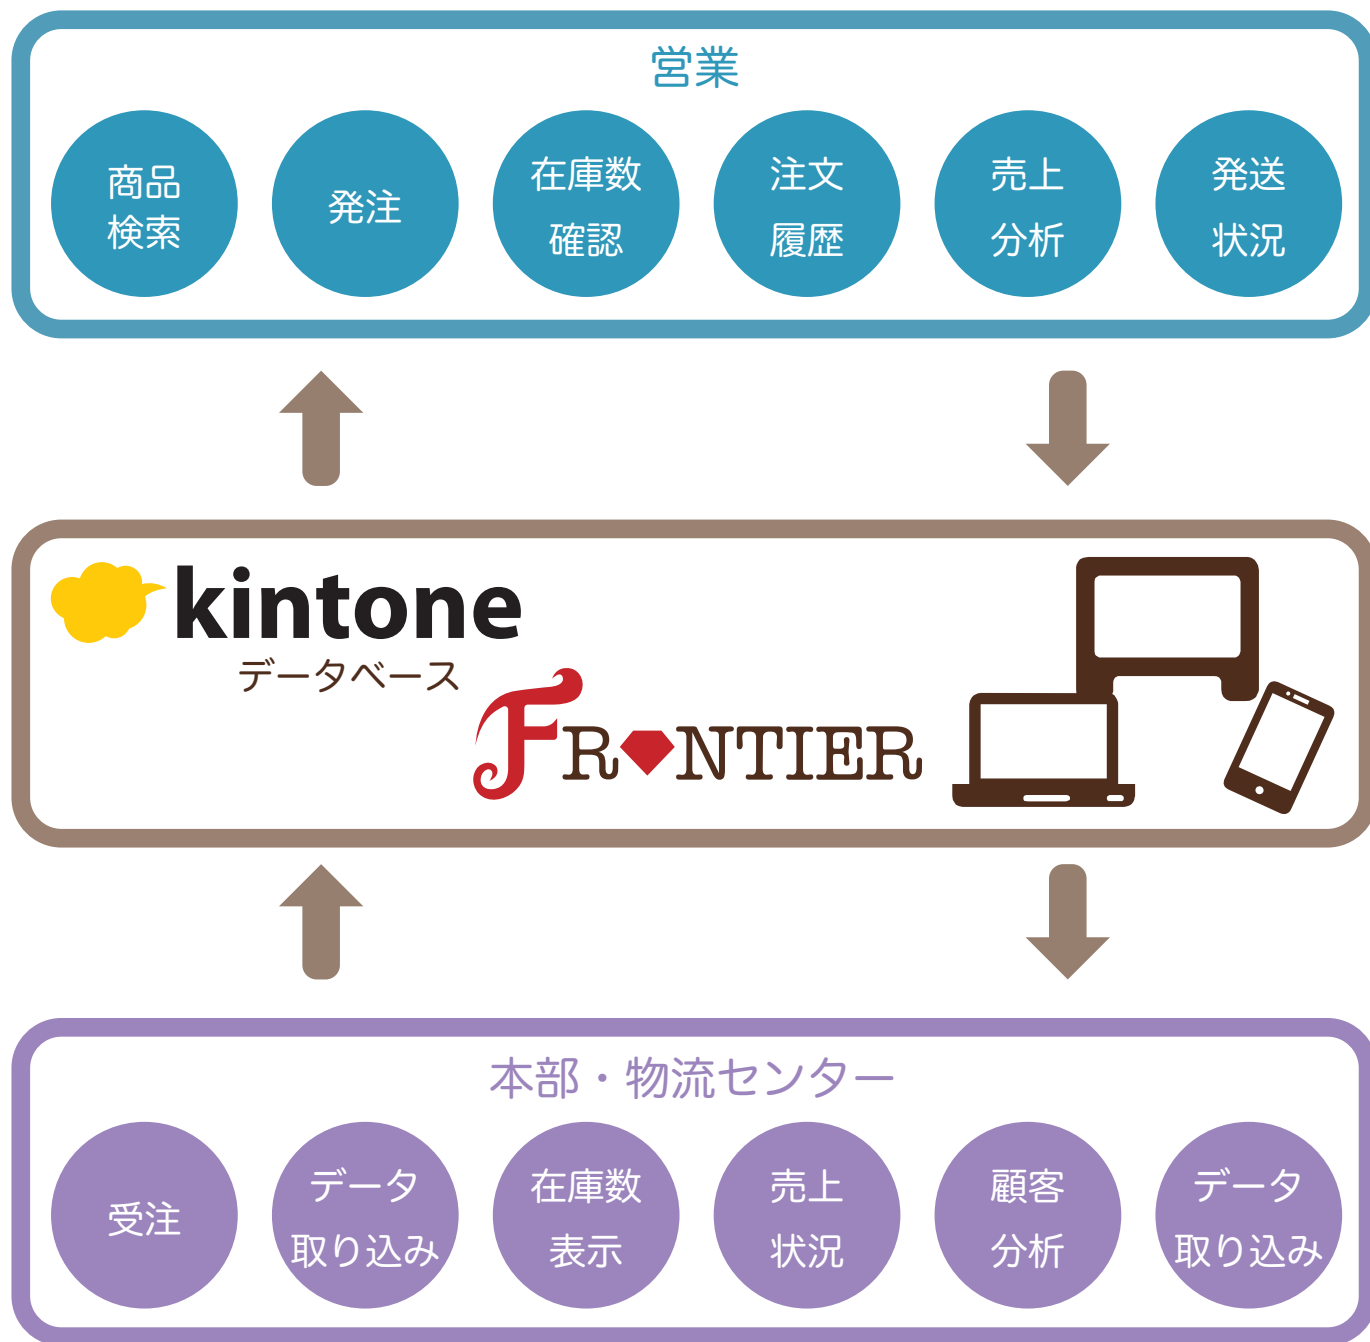 営業
商品
検索
発注
在庫数
確認
注文
履歴
売上
分析
発送
状況
kintone
データベース
FRONTIER
本部・物流センター
受注
データ
取り込み
在庫数
表示
売上
状況
顧客
分析
データ
取り込み